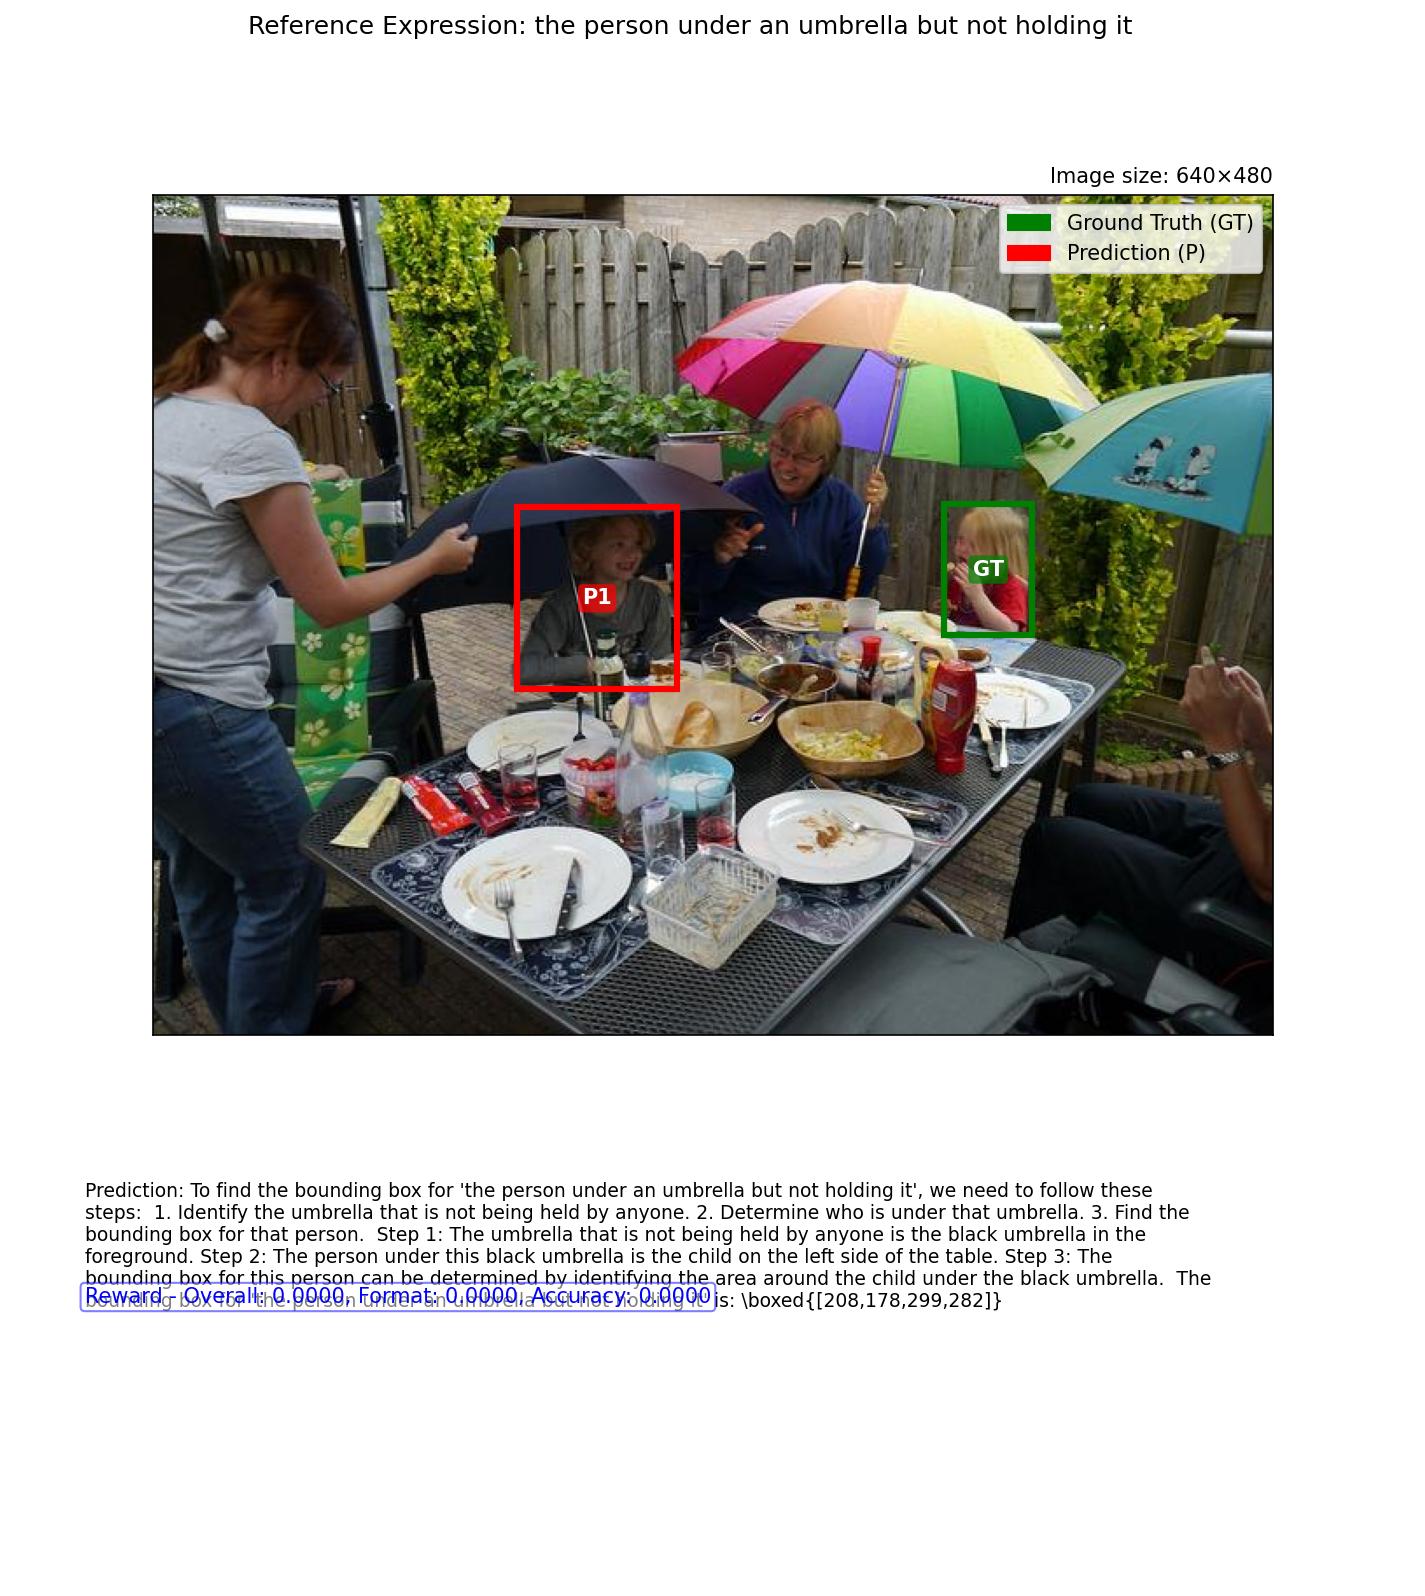 Reference Expression: the person under an umbrella but not holding it
Image size: 640×480
Ground Truth (GT)
Prediction (P)
P1
GT
Prediction: To find the bounding box for 'the person under an umbrella but not holding it', we need to follow these
steps:  1. Identify the umbrella that is not being held by anyone. 2. Determine who is under that umbrella. 3. Find the
bounding box for that person.  Step 1: The umbrella that is not being held by anyone is the black umbrella in the
foreground. Step 2: The person under this black umbrella is the child on the left side of the table. Step 3: The
bounding box for this person can be determined by identifying the area around the child under the black umbrella.  The
bounding box for 'the person under an umbrella but not holding it' is: \boxed{[208,178,299,282]}
Reward - Overall: 0.0000, Format: 0.0000, Accuracy: 0.0000